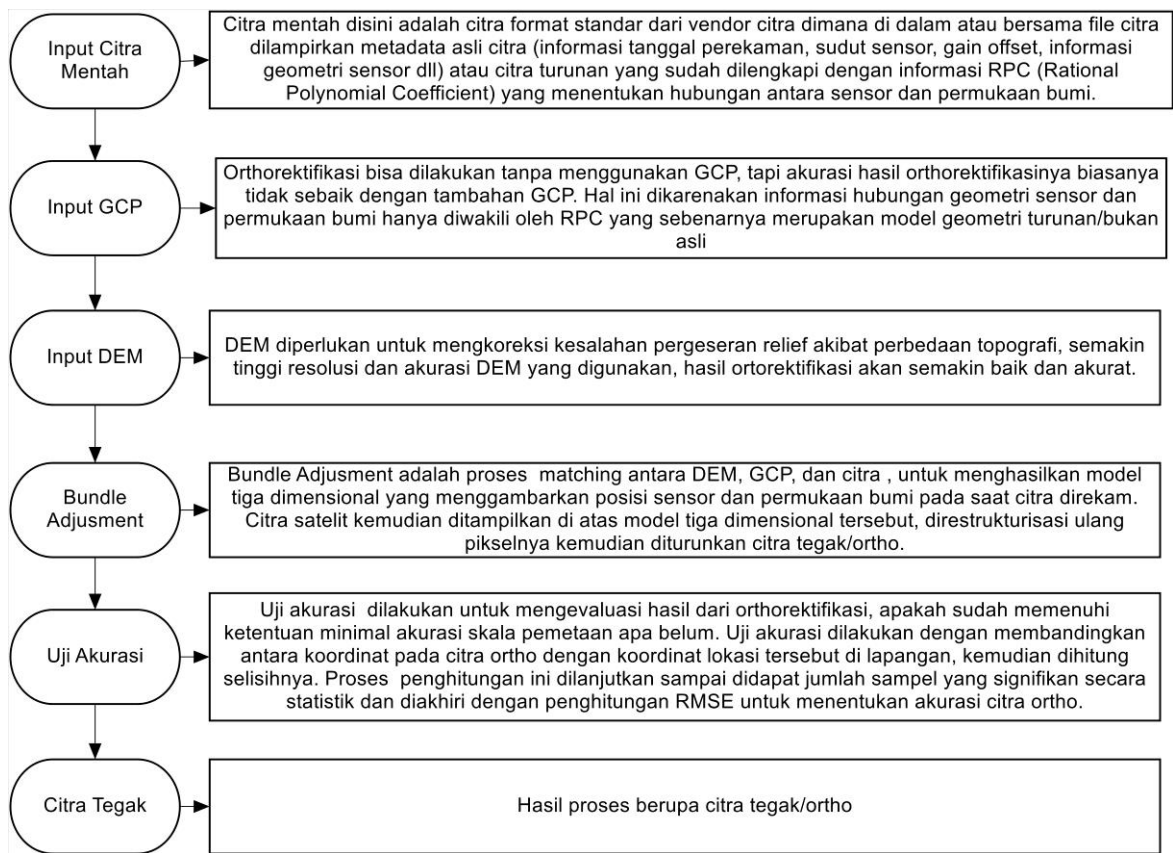 Input Citra
Mentah
Citra mentah disini adalah citra format standar dari vendor citra dimana di dalam atau bersama file citra
dilampirkan metadata asli citra (informasi tanggal perekaman, sudut sensor, gain offset, informasi
geometri sensor dll) atau citra turunan yang sudah dilengkapi dengan informasi RPC (Rational
Polynomial Coefficient) yang menentukan hubungan antara sensor dan permukaan bumi.
Input GCP
Orthorektifikasi bisa dilakukan tanpa menggunakan GCP, tapi akurasi hasil orthorektifikasinya biasanya
tidak sebaik dengan tambahan GCP. Hal ini dikarenakan informasi hubungan geometri sensor dan
permukaan bumi hanya diwakili oleh RPC yang sebenarnya merupakan model geometri turunan/bukan
asli
Input DEM
DEM diperlukan untuk mengkoreksi kesalahan pergeseran relief akibat perbedaan topografi, semakin
tinggi resolusi dan akurasi DEM yang digunakan, hasil ortorektifikasi akan semakin baik dan akurat.
Bundle
Adjusment
Bundle Adjusment adalah proses  matching antara DEM, GCP, dan citra , untuk menghasilkan model
tiga dimensional yang menggambarkan posisi sensor dan permukaan bumi pada saat citra direkam.
Citra satelit kemudian ditampilkan di atas model tiga dimensional tersebut, direstrukturisasi ulang
pikselnya kemudian diturunkan citra tegak/ortho.
Uji Akurasi
Uji akurasi  dilakukan untuk mengevaluasi hasil dari orthorektifikasi, apakah sudah memenuhi
ketentuan minimal akurasi skala pemetaan apa belum. Uji akurasi dilakukan dengan membandingkan
antara koordinat pada citra ortho dengan koordinat lokasi tersebut di lapangan, kemudian dihitung
selisihnya. Proses  penghitungan ini dilanjutkan sampai didapat jumlah sampel yang signifikan secara
statistik dan diakhiri dengan penghitungan RMSE untuk menentukan akurasi citra ortho.
Citra Tegak
Hasil proses berupa citra tegak/ortho